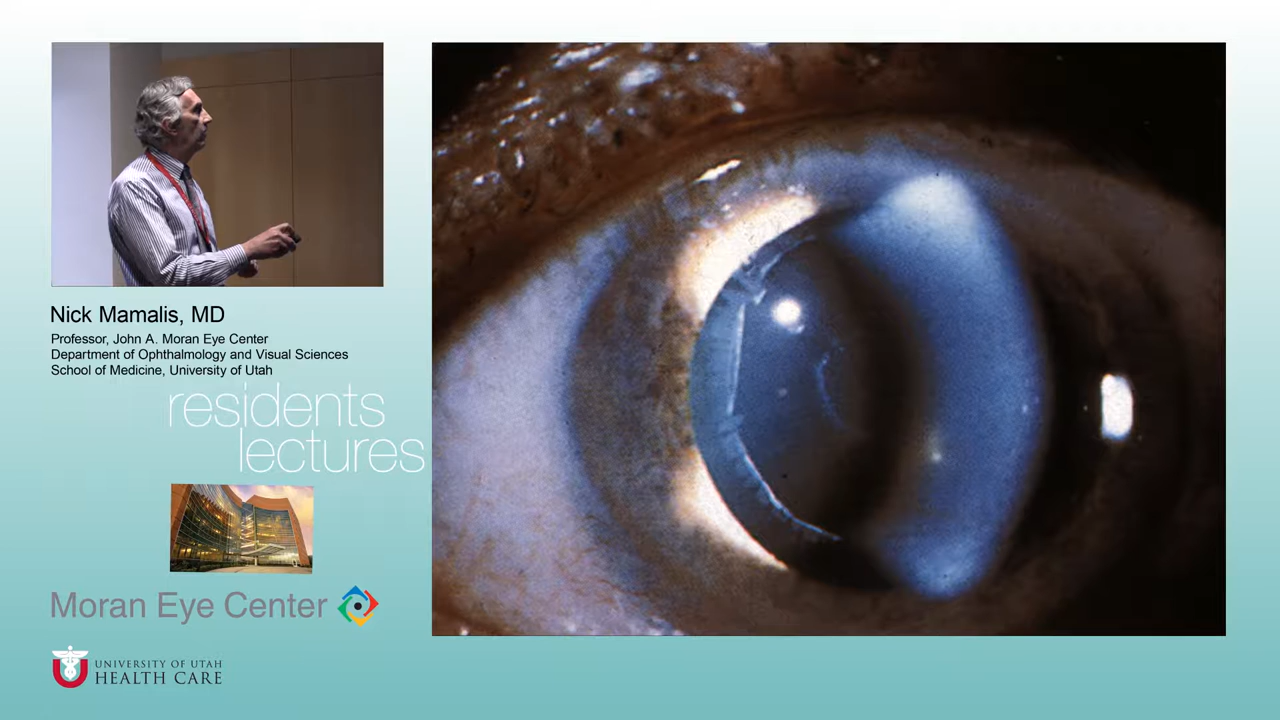 Nick Mamalis, MD
Professor, John A. Moran Eye Center
Department of Ophthalmology and Visual Sciences
School of Medicine, University of Utah
residents
lectures
Moran Eye Center
UNIVERSITY OF UTAH
HEALTH CARE